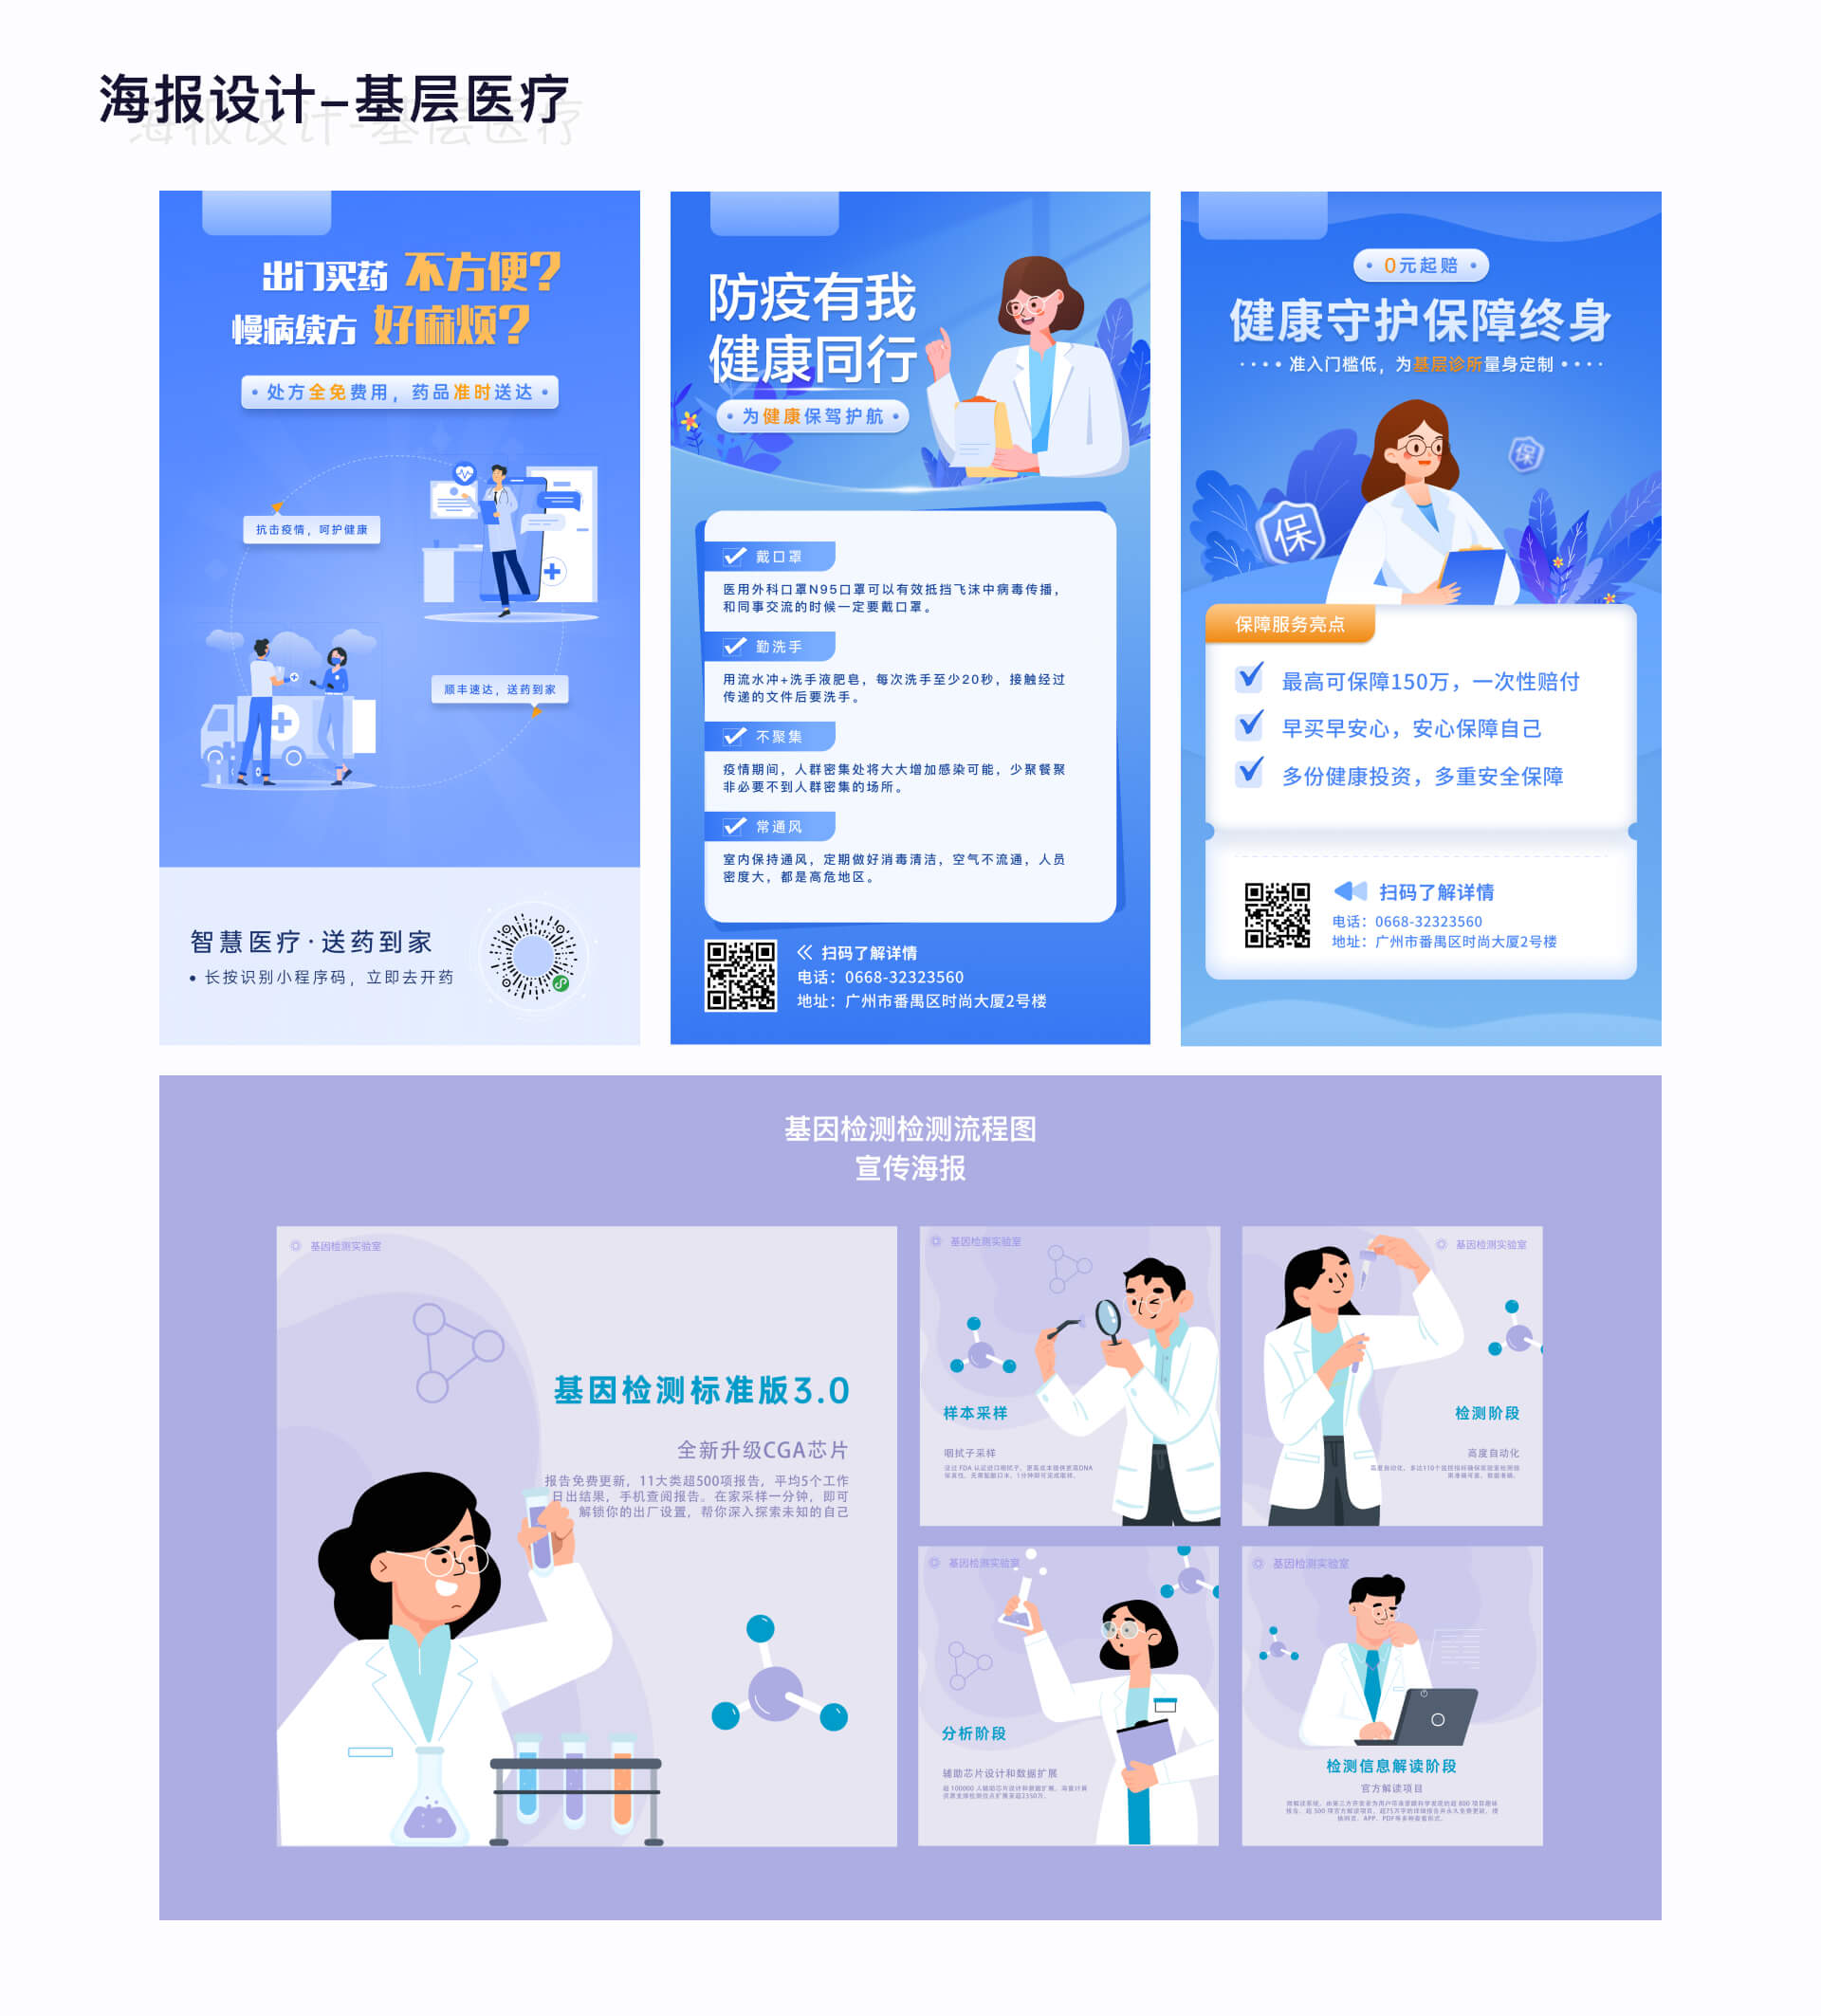 海报设计-基层医疗
海报设计-基层医疗
出门买药 不方便?
慢病续方 好麻烦?
处方全免费用，药品准时送达
抗击疫情，呵护健康
顺丰速达，送药到家
智慧医疗·送药到家
长按识别小程序码，立即去开药
防疫有我
健康同行
为健康保驾护航
戴口罩
医用外科口罩N95口罩可以有效抵挡飞沫中病毒传播，
和同事交流的时候一定要戴口罩。
勤洗手
用流水冲+洗手液肥皂，每次洗手至少20秒，接触经过
传递的文件后要洗手。
不聚集
疫情期间，人群密集处将大大增加感染可能，少聚餐聚
非必要不到人群密集的场所。
常通风
室内保持通风，定期做好消毒清洁，空气不流通，人员
密度大，都是高危地区。
扫码了解详情
电话：0668-32323560
地址：广州市番禺区时尚大厦2号楼
0元起赔
健康守护保障终身
准入门槛低，为基层诊所量身定制
保
保
保障服务亮点
最高可保障150万，一次性赔付
早买早安心，安心保障自己
多份健康投资，多重安全保障
扫码了解详情
电话：0668-32323560
地址：广州市番禺区时尚大厦2号楼
基因检测检测流程图
宣传海报
基因检测实验室
基因检测标准版3.0
全新升级CGA芯片
报告免费更新，11大类超500项报告，平均5个工作
日出结果，手机查阅报告。在家采样一分钟，即可
解锁你的出厂设置，帮你深入探索未知的自己
基因检测实验室
样本采样
咽拭子采样
基因检测实验室
检测阶段
高度自动化
基因检测实验室
分析阶段
辅助芯片设计和数据扩展
基因检测实验室
检测信息解读阶段
官方解读项目